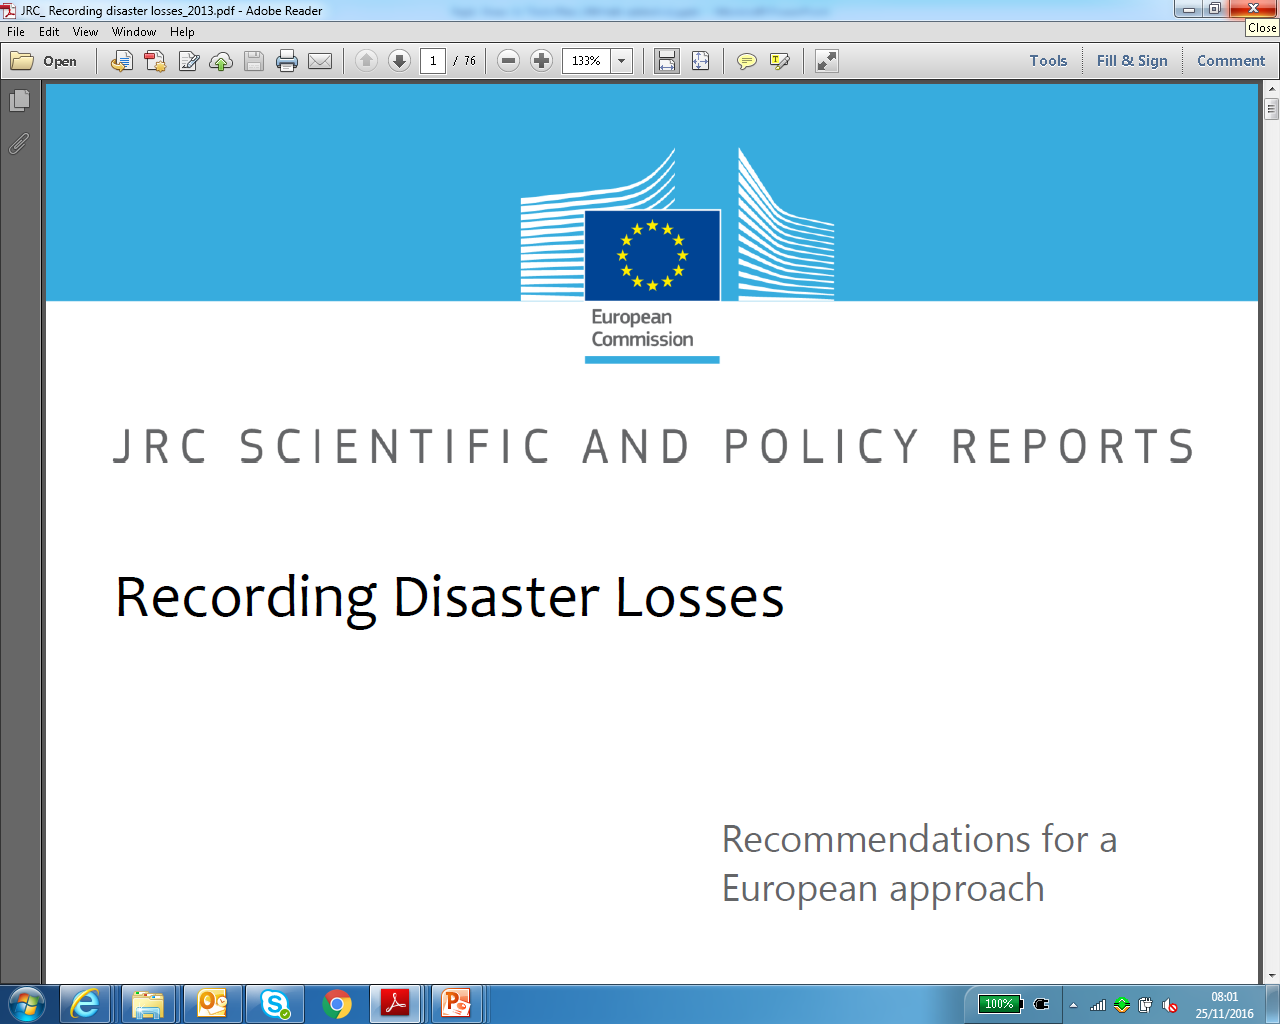 JRC_ Recording disaster losses_2013.pdf - Adobe Reader
Close
File Edit View Window Help
Open 1 / 76 133% Tools Fill & Sign Comment
European
Commission
JRC SCIENTIFIC AND POLICY REPORTS
Recording Disaster Losses
Recommendations for a
European approach
100% 08:01
25/11/2016